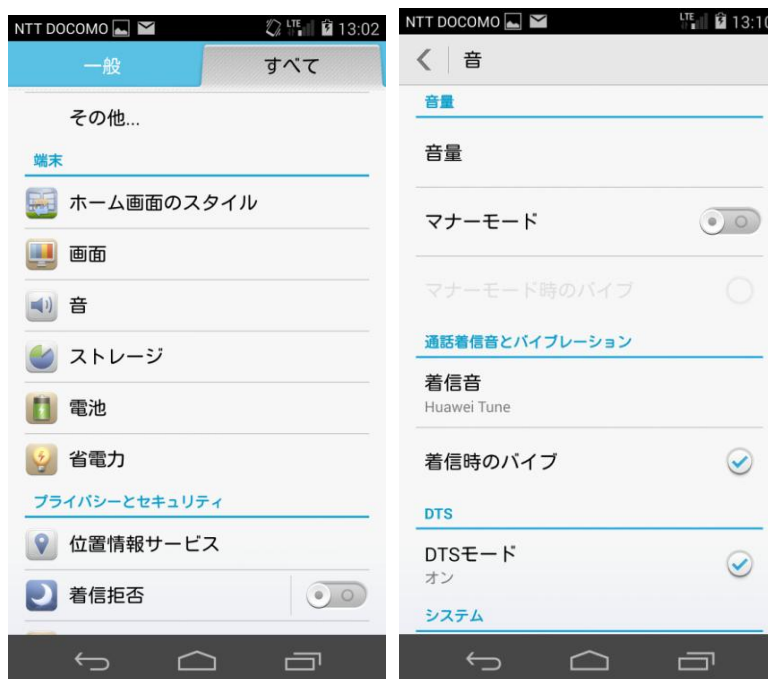 NTT DOCOMO LTE 13:02
一般 すべて
その他...
端末
ホーム画面のスタイル
画面
音
ストレージ
電池
省電力
プライバシーとセキュリティ
位置情報サービス
着信拒否
NTT DOCOMO LTE 13:10
音
音量
音量
マナーモード
マナーモード時のバイブ
通話着信音とバイブレーション
着信音
Huawei Tune
着信時のバイブ
DTS
DTSモード
オン
システム